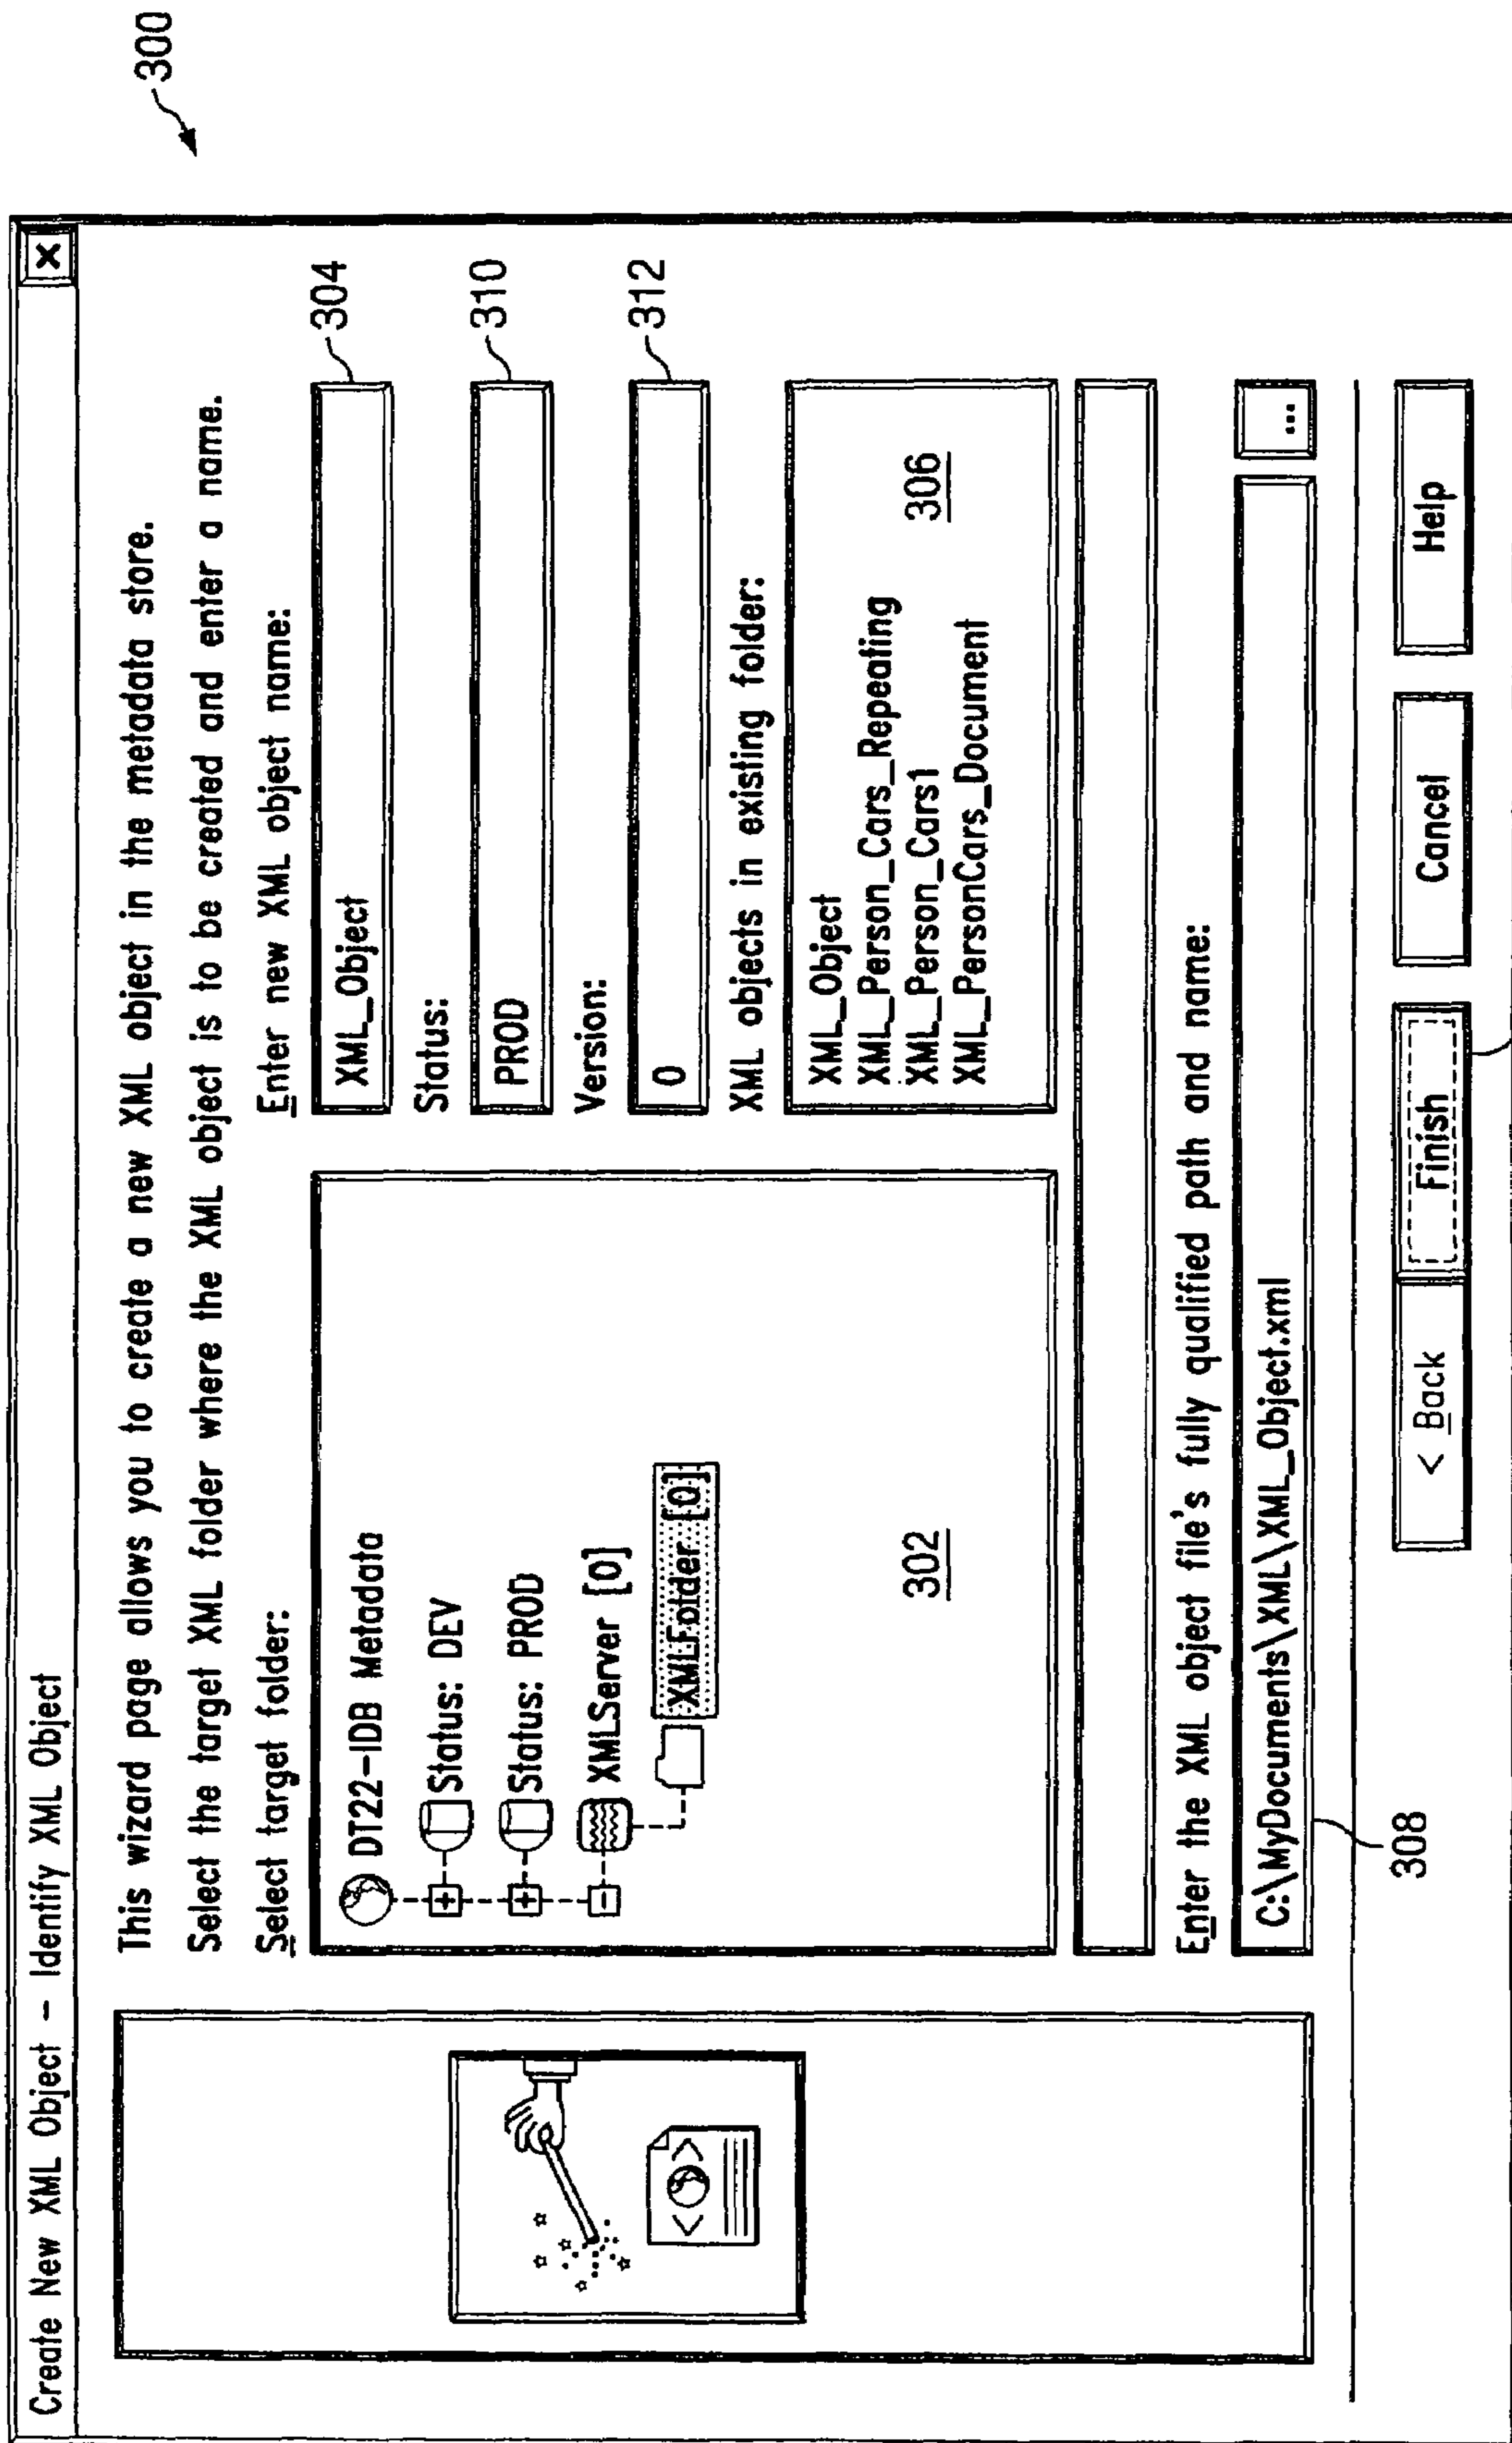 300
Create New XML Object – Identify XML Object
X
This wizard page allows you to create a new XML object in the metadata store.
Select the target XML folder where the XML object is to be created and enter a name.
Select target folder:
DT22-IDB Metadata
Status: DEV
Status: PROD
XMLServer [0]
XMLFolder [0]
302
Enter new XML object name:
XML_Object
304
Status:
PROD
310
Version:
0
312
XML objects in existing folder:
XML_Object
XML_Person_Cars_Repeating
XML_Person_Cars1
XML_PersonCars_Document
306
Enter the XML object file's fully qualified path and name:
C:\MyDocuments\XML\XML_Object.xml
...
308
< Back
Finish
Cancel
Help